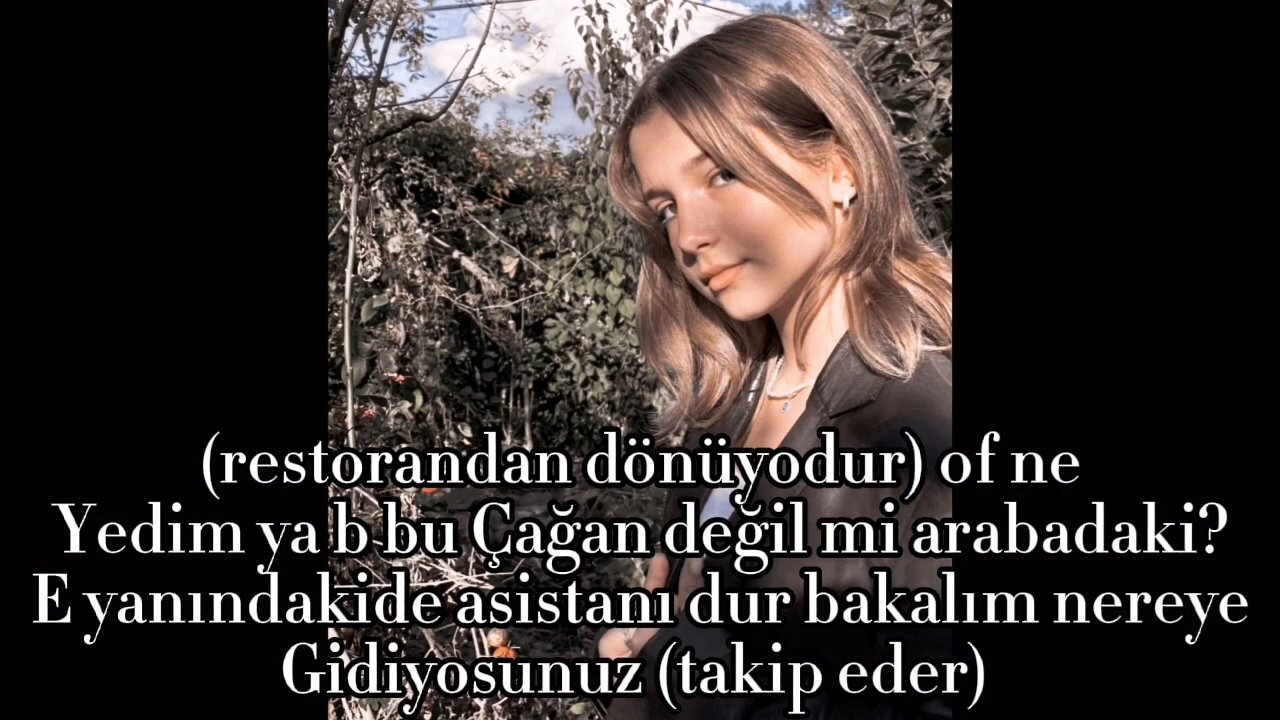 (restorandan dönüyodur) of ne
Yedim ya b bu Çağan değil mi arabadaki?
E yanındakide asistanı dur bakalım nereye
Gidiyosunuz (takip eder)